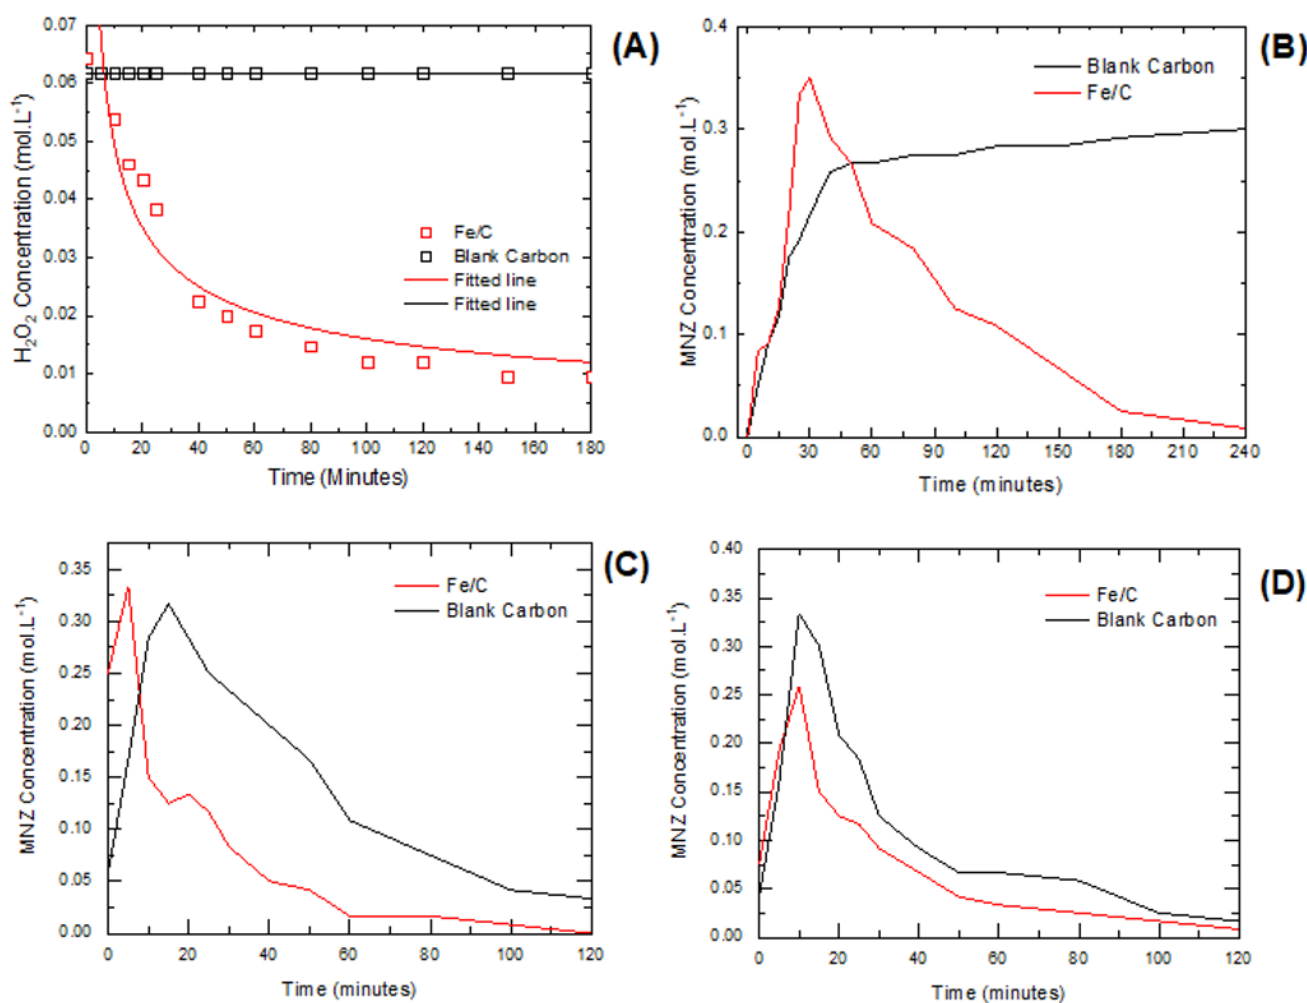 (A)
H₂O₂ Concentration (mol.L⁻¹)
0.07
0.06
0.05
0.04
0.03
0.02
0.01
0.00
Fe/C
Blank Carbon
Fitted line
Fitted line
0 20 40 60 80 100 120 140 160 180
Time (Minutes)
(B)
MNZ Concentration (mol.L⁻¹)
0.4
0.3
0.2
0.1
0.0
Blank Carbon
Fe/C
0 30 60 90 120 150 180 210 240
Time (minutes)
(C)
MNZ Concentration (mol.L⁻¹)
0.35
0.30
0.25
0.20
0.15
0.10
0.05
0.00
Fe/C
Blank Carbon
0 20 40 60 80 100 120
Time (minutes)
(D)
MNZ Concentration (mol.L⁻¹)
0.40
0.35
0.30
0.25
0.20
0.15
0.10
0.05
0.00
Fe/C
Blank Carbon
0 20 40 60 80 100 120
Time (minutes)